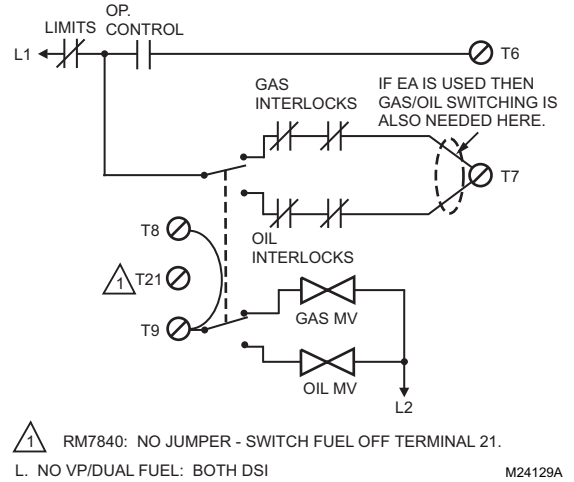 OP.
CONTROL
LIMITS
L1
T6
GAS
INTERLOCKS
IF EA IS USED THEN
GAS/OIL SWITCHING IS
ALSO NEEDED HERE.
T7
T8
OIL
INTERLOCKS
1 T21
GAS MV
T9
OIL MV
L2
1 RM7840: NO JUMPER - SWITCH FUEL OFF TERMINAL 21.
L. NO VP/DUAL FUEL: BOTH DSI
M24129A